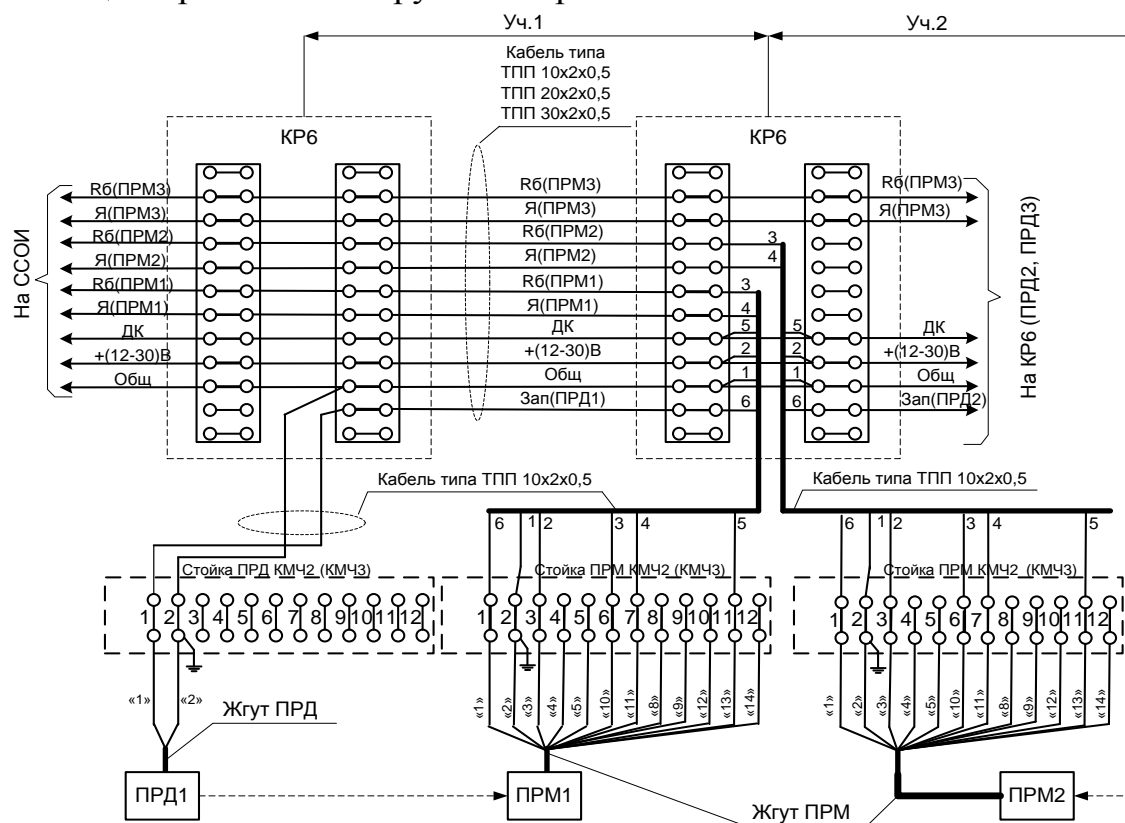 Уч.1
Уч.2
Кабель типа
ТПП 10х2х0,5
ТПП 20х2х0,5
ТПП 30х2х0,5
КР6
КР6
На ССОИ
Rб(ПРМ3)
Rб(ПРМ3)
Rб(ПРМ3)
Я(ПРМ3)
Я(ПРМ3)
Я(ПРМ3)
Rб(ПРМ2)
Rб(ПРМ2)
3
Я(ПРМ2)
Я(ПРМ2)
4
Rб(ПРМ1)
Rб(ПРМ1)
3
Я(ПРМ1)
Я(ПРМ1)
4
ДК
ДК
5
5
ДК
+(12-30)В
+(12-30)В
2
2
+(12-30)В
Общ
Общ
1
1
Общ
Зап(ПРД1)
6
6
Зап(ПРД2)
На КР6 (ПРД2, ПРД3)
Кабель типа ТПП 10х2х0,5
Кабель типа ТПП 10х2х0,5
6 1 2 3 4 5
6 1 2 3 4 5
Стойка ПРД КМЧ2 (КМЧ3)
Стойка ПРМ КМЧ2 (КМЧ3)
Стойка ПРМ КМЧ2 (КМЧ3)
1 2 3 4 5 6 7 8 9 10 11 12
1 2 3 4 5 6 7 8 9 10 11 12
1 2 3 4 5 6 7 8 9 10 11 12
«1» «2»
«1» «2» «3» «4» «5» «10» «11» «8» «9» «12» «13» «14»
«1» «2» «3» «4» «5» «10» «11» «8» «9» «12» «13» «14»
Жгут ПРД
ПРД1
ПРМ1
Жгут ПРМ
ПРМ2